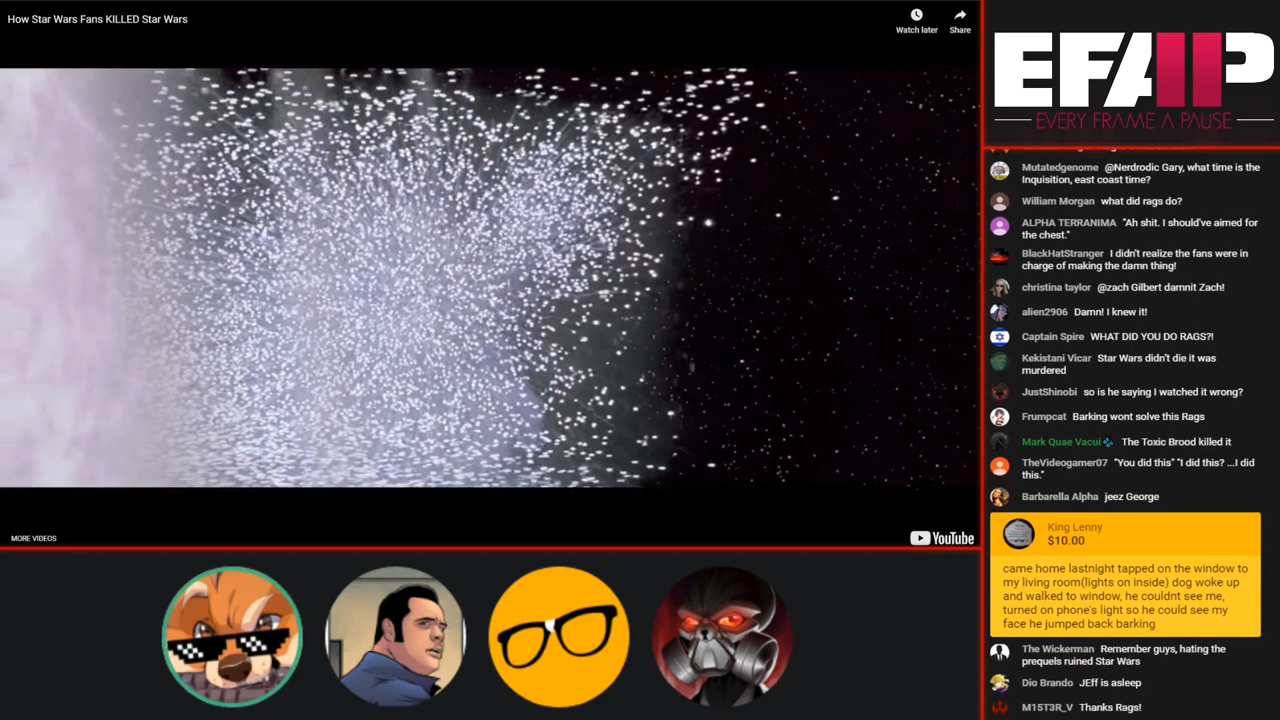 How Star Wars Fans KILLED Star Wars
Watch later
Share
MORE VIDEOS
YouTube
EFAP
EVERY FRAME A PAUSE
Mutatedgenome @Nerdrodic Gary, what time is the
Inquisition, east coast time?
William Morgan what did rags do?
ALPHA TERRANIMA "Ah shit. I should've aimed for
the chest."
BlackHatStranger I didn't realize the fans were in
charge of making the damn thing!
christina taylor @zach Gilbert damnit Zach!
alien2906 Damn! I knew it!
Captain Spire WHAT DID YOU DO RAGS?!
Kekistani Vicar Star Wars didn't die it was
murdered
JustShinobi so is he saying I watched it wrong?
Frumpcat Barking wont solve this Rags
Mark Quae Vacui The Toxic Brood killed it
TheVideogamer07 "You did this" "I did this? ...I did
this."
Barbarella Alpha jeez George
King Lenny
$10.00
came home lastnight tapped on the window to
my living room(lights on inside) dog woke up
and walked to window, he couldnt see me,
turned on phone's light so he could see my
face he jumped back barking
The Wickerman Remember guys, hating the
prequels ruined Star Wars
Dio Brando JEff is asleep
M15T3R_V Thanks Rags!